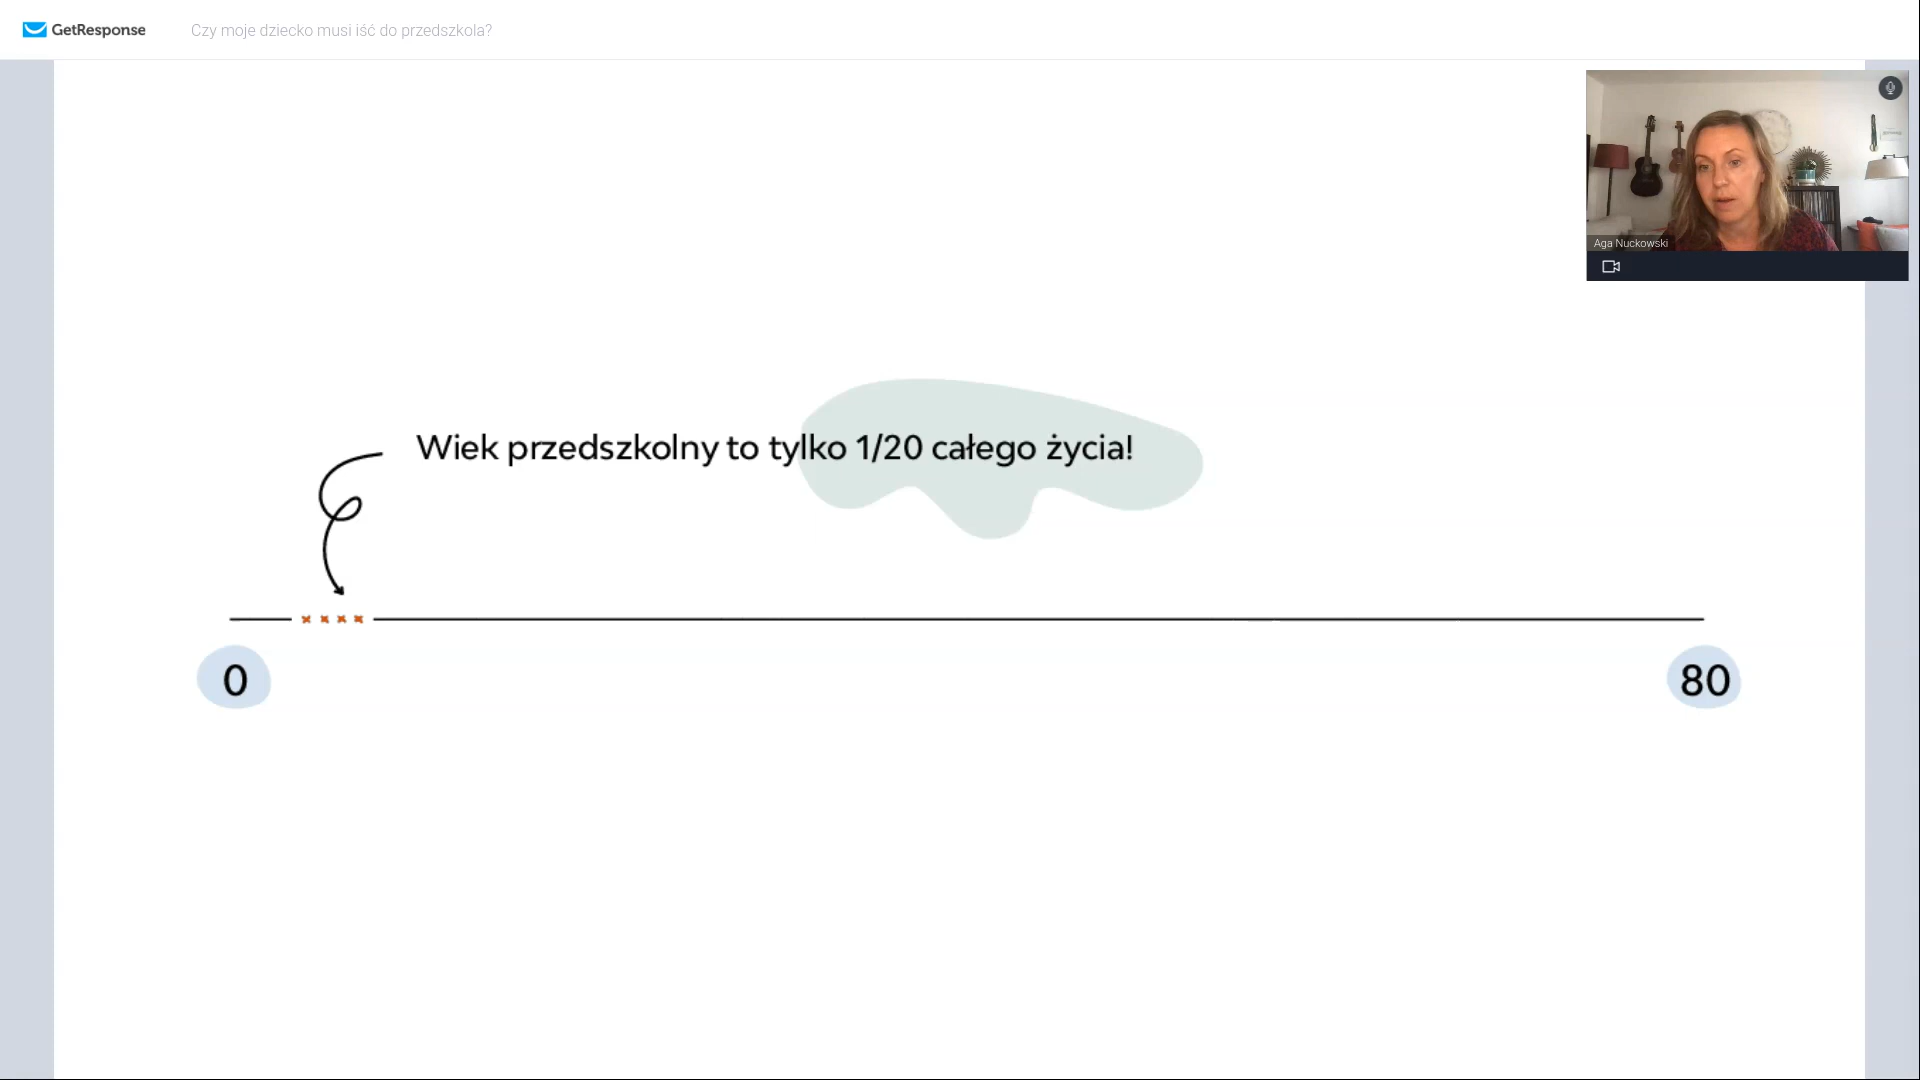 GetResponse
Czy moje dziecko musi iść do przedszkola?
Aga Nuckowski
Wiek przedszkolny to tylko 1/20 całego życia!
0
80